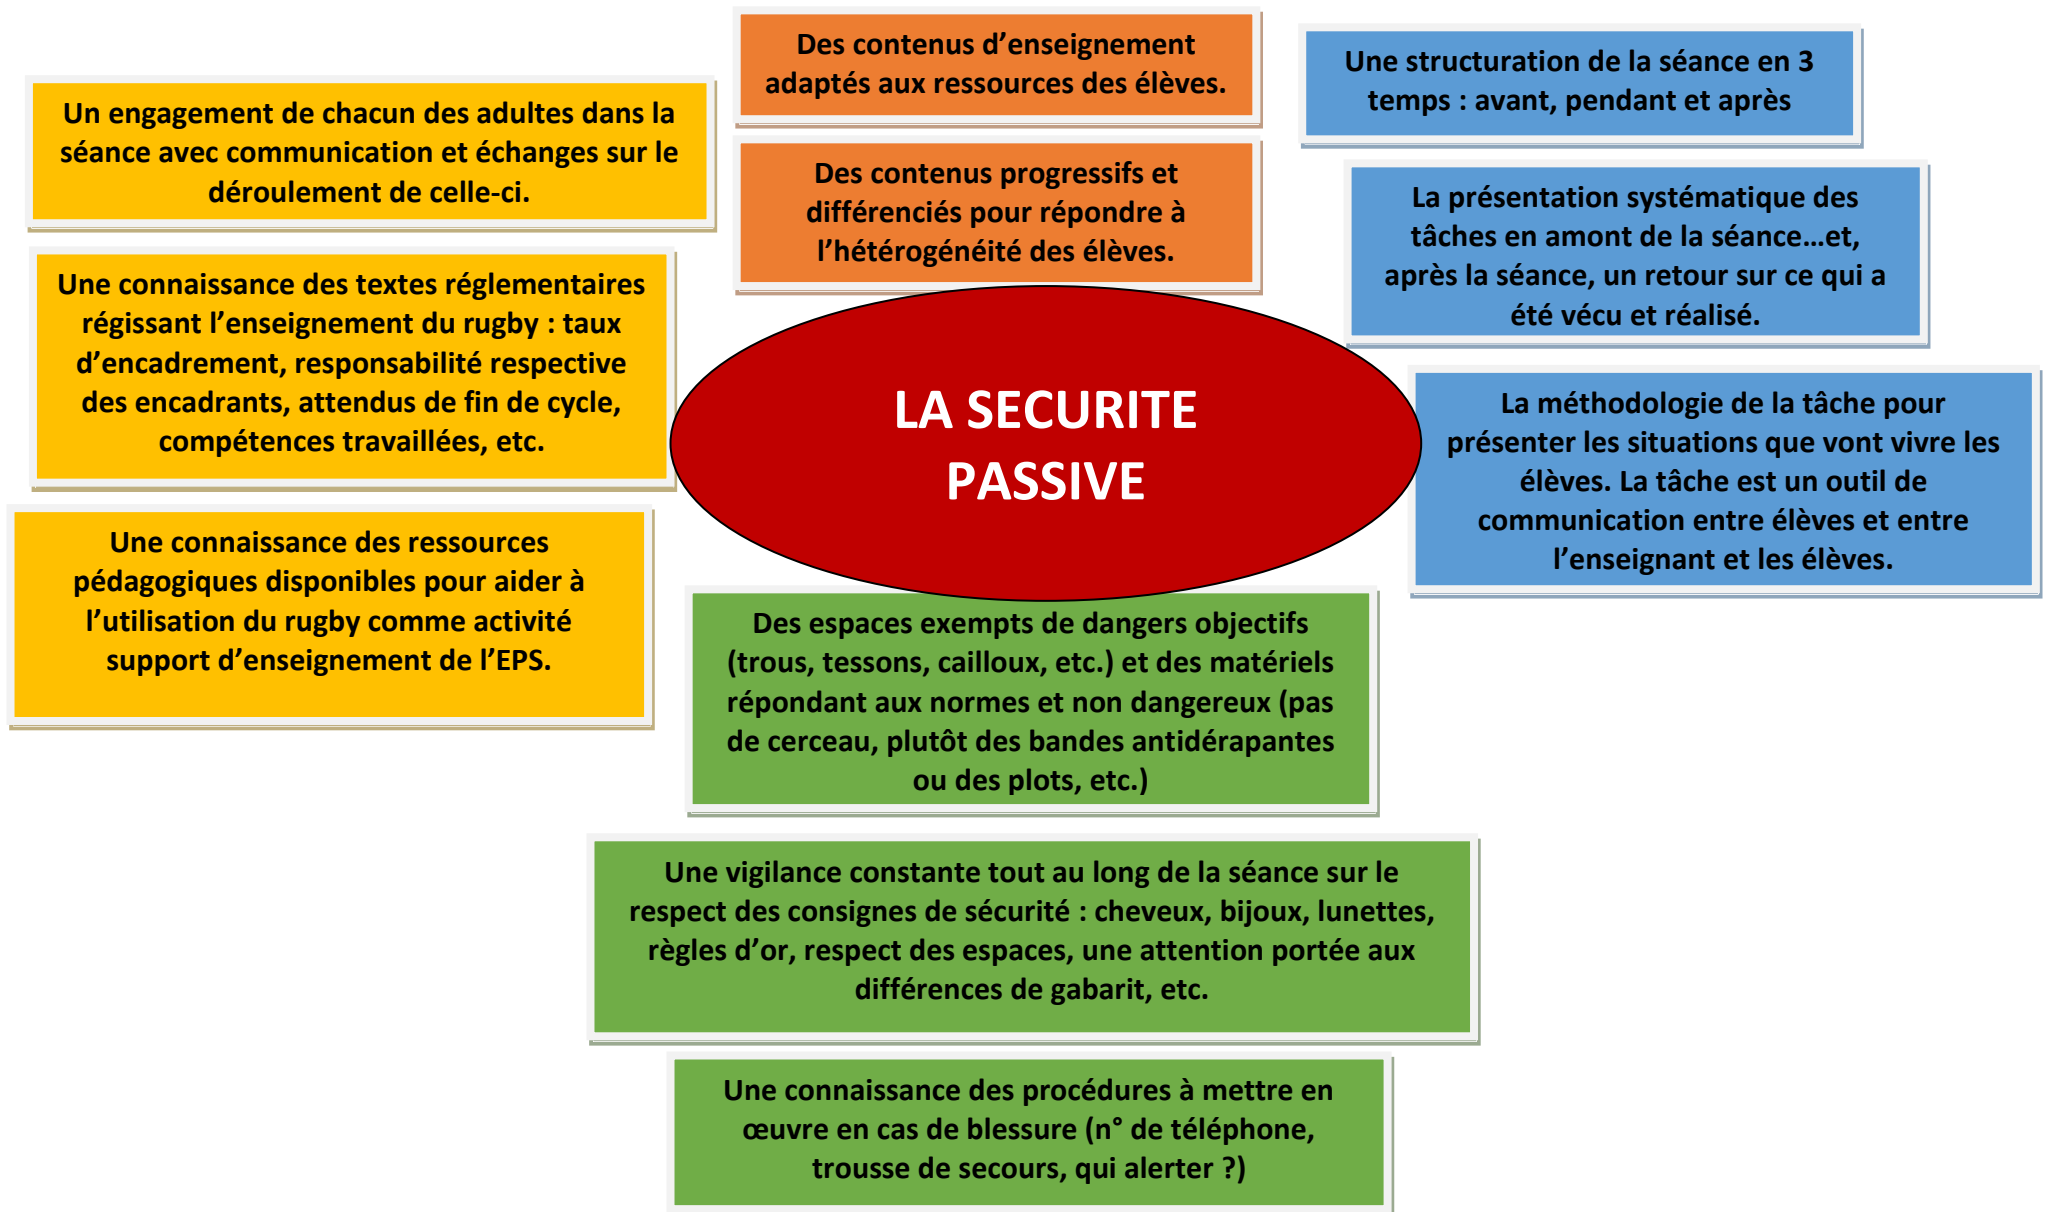 Un engagement de chacun des adultes dans la
séance avec communication et échanges sur le
déroulement de celle-ci.
Une connaissance des textes réglementaires
régissant l’enseignement du rugby : taux
d’encadrement, responsabilité respective
des encadrants, attendus de fin de cycle,
compétences travaillées, etc.
Une connaissance des ressources
pédagogiques disponibles pour aider à
l’utilisation du rugby comme activité
support d’enseignement de l’EPS.
Des contenus d’enseignement
adaptés aux ressources des élèves.
Des contenus progressifs et
différenciés pour répondre à
l’hétérogénéité des élèves.
Une structuration de la séance en 3
temps : avant, pendant et après
La présentation systématique des
tâches en amont de la séance…et,
après la séance, un retour sur ce qui a
été vécu et réalisé.
La méthodologie de la tâche pour
présenter les situations que vont vivre les
élèves. La tâche est un outil de
communication entre élèves et entre
l’enseignant et les élèves.
LA SECURITE
PASSIVE
Des espaces exempts de dangers objectifs
(trous, tessons, cailloux, etc.) et des matériels
répondant aux normes et non dangereux (pas
de cerceau, plutôt des bandes antidérapantes
ou des plots, etc.)
Une vigilance constante tout au long de la séance sur le
respect des consignes de sécurité : cheveux, bijoux, lunettes,
règles d’or, respect des espaces, une attention portée aux
différences de gabarit, etc.
Une connaissance des procédures à mettre en
œuvre en cas de blessure (n° de téléphone,
trousse de secours, qui alerter ?)